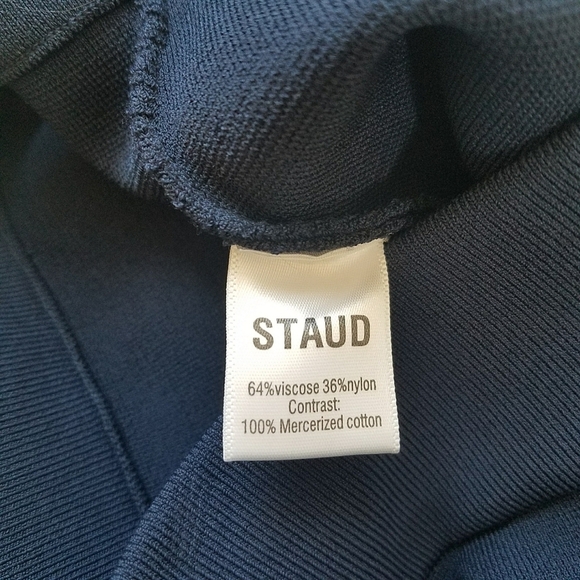 STAUD
64%viscose 36%nylon
Contrast:
100% Mercerized cotton